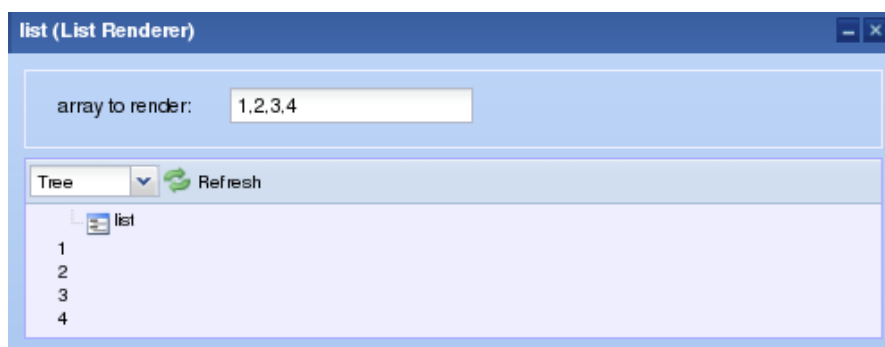 list (List Renderer)
array to render: 1,2,3,4
Tree Refresh
list
1
2
3
4